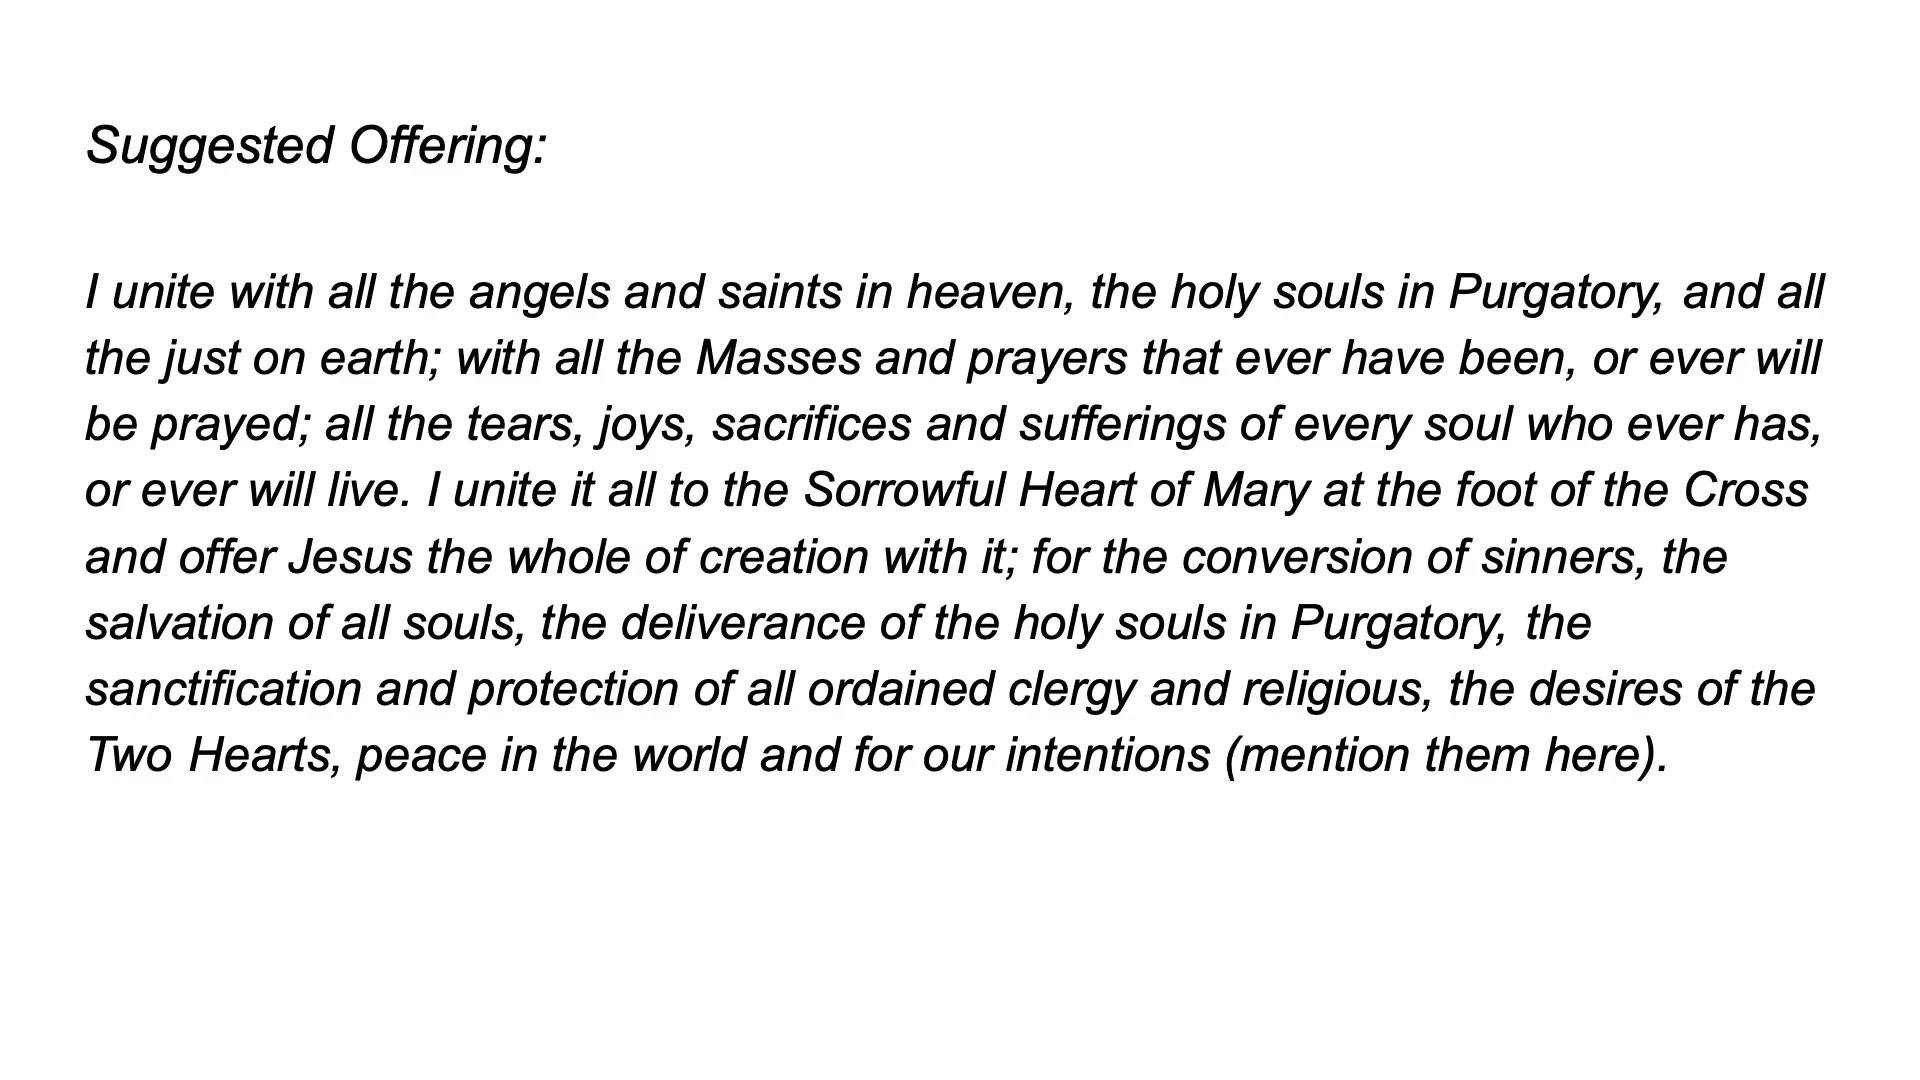 Suggested Offering:
I unite with all the angels and saints in heaven, the holy souls in Purgatory, and all
the just on earth; with all the Masses and prayers that ever have been, or ever will
be prayed; all the tears, joys, sacrifices and sufferings of every soul who ever has,
or ever will live. I unite it all to the Sorrowful Heart of Mary at the foot of the Cross
and offer Jesus the whole of creation with it; for the conversion of sinners, the
salvation of all souls, the deliverance of the holy souls in Purgatory, the
sanctification and protection of all ordained clergy and religious, the desires of the
Two Hearts, peace in the world and for our intentions (mention them here).